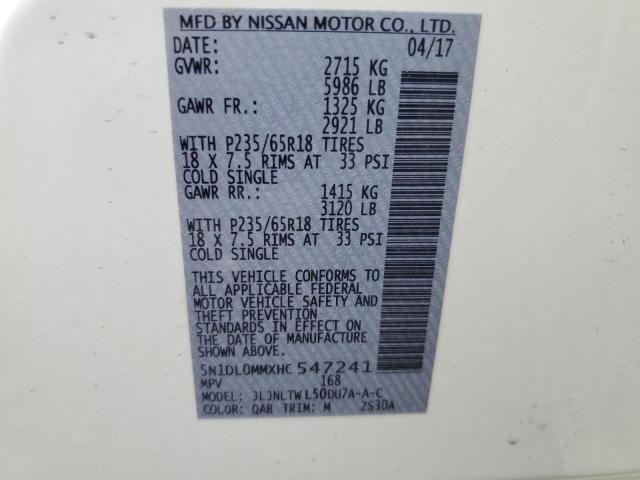 MFD BY NISSAN MOTOR CO., LTD.
DATE: 04/17
GVWR: 2715 KG
5986 LB
GAWR FR.: 1325 KG
2921 LB
WITH P235/65R18 TIRES
18 X 7.5 RIMS AT 33 PSI
COLD SINGLE
GAWR RR.: 1415 KG
3120 LB
WITH P235/65R18 TIRES
18 X 7.5 RIMS AT 33 PSI
COLD SINGLE
THIS VEHICLE CONFORMS TO
ALL APPLICABLE FEDERAL
MOTOR VEHICLE SAFETY AND
THEFT PREVENTION
STANDARDS IN EFFECT ON
THE DATE OF MANUFACTURE
SHOWN ABOVE.
5N1DL0MMXHC547241
MPV 168
MODEL: JLJNLTWL50DU7A-A-C
COLOR: QAB TRIM: M 2S30A